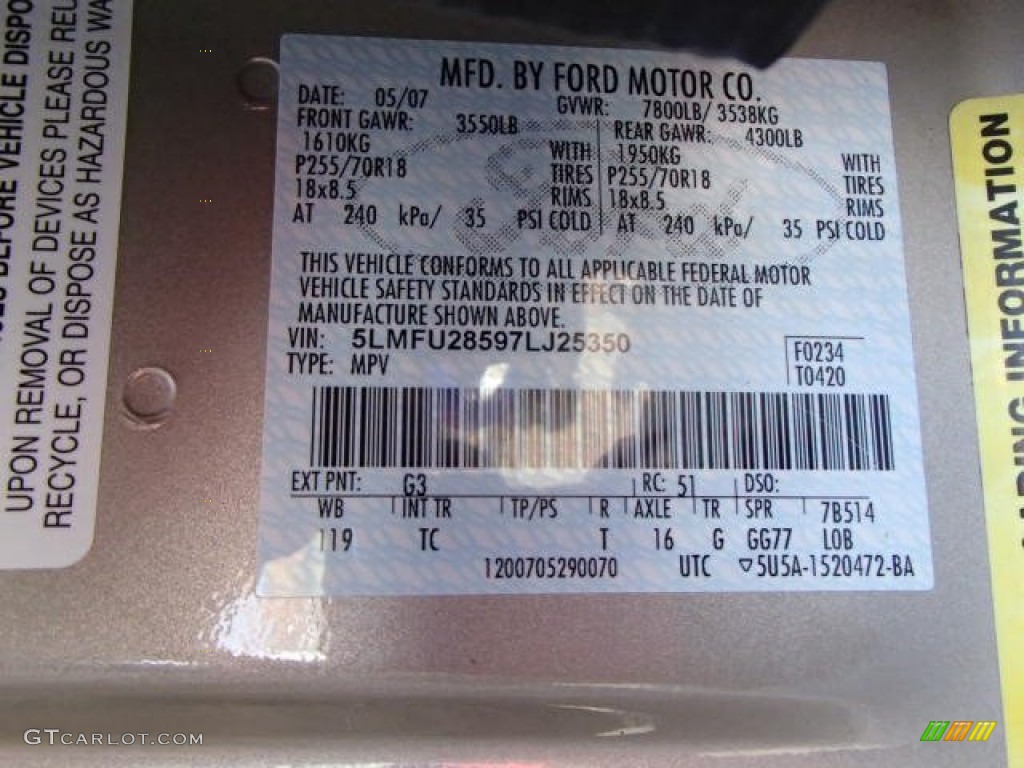 UPON REMOVAL OF DEVICES PLEASE
RECYCLE, OR DISPOSE AS HAZARDOUS
BEFORE VEHICLE
MFD. BY FORD MOTOR CO.
DATE: 05/07 GVWR: 7800LB/ 3538KG
FRONT GAWR: 3550LB REAR GAWR: 4300LB
1610KG WITH 1950KG WITH
P255/70R18 TIRES P255/70R18 TIRES
18x8.5 RIMS 18x8.5 RIMS
AT 240 kPa/ 35 PSI COLD AT 240 kPa/ 35 PSI COLD
Ford
THIS VEHICLE CONFORMS TO ALL APPLICABLE FEDERAL MOTOR
VEHICLE SAFETY STANDARDS IN EFFECT ON THE DATE OF
MANUFACTURE SHOWN ABOVE.
VIN: 5LMFU28597LJ25350
F0234
TYPE: MPV
T0420
EXT PNT: G3 RC: 51 DSO:
WB INT TR TP/PS R AXLE TR SPR 7B514
119 TC T 16 G GG77 LOB
1200705290070 UTC ▽5U5A-1520472-BA
INFORMATION
GTCARLOT.COM